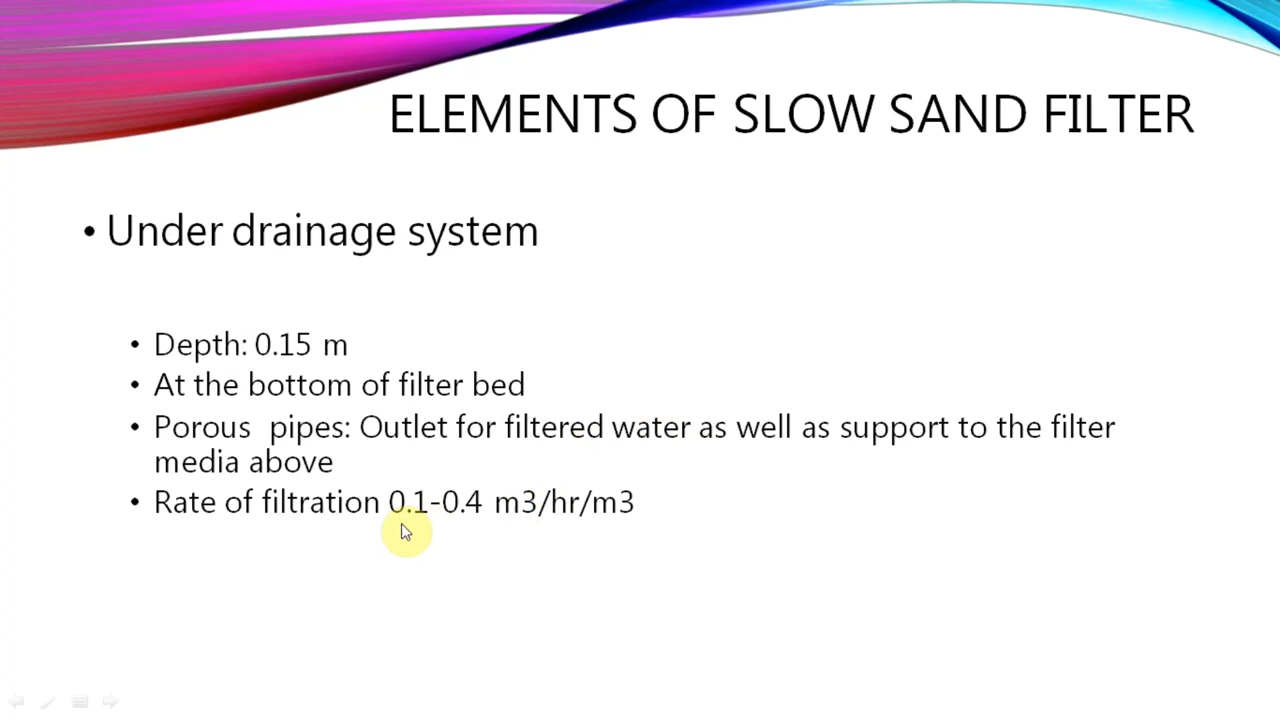 ELEMENTS OF SLOW SAND FILTER
• Under drainage system
• Depth: 0.15 m
• At the bottom of filter bed
• Porous pipes: Outlet for filtered water as well as support to the filter
media above
• Rate of filtration 0.1-0.4 m3/hr/m3